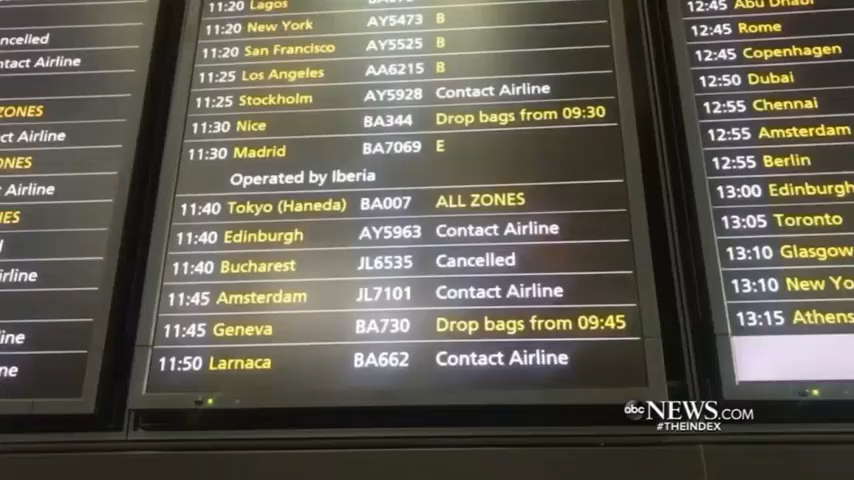 ncelled
ntact Airline
ZONES
ct Airline
ONES
Airline
ES
irline
ine
ne
11:20 Lagos
11:20 New York AY5473 B
11:20 San Francisco AY5525 B
11:25 Los Angeles AA6215 B
11:25 Stockholm AY5928 Contact Airline
11:30 Nice BA344 Drop bags from 09:30
11:30 Madrid BA7069 E
Operated by Iberia
11:40 Tokyo (Haneda) BA007 ALL ZONES
11:40 Edinburgh AY5963 Contact Airline
11:40 Bucharest JL6535 Cancelled
11:45 Amsterdam JL7101 Contact Airline
11:45 Geneva BA730 Drop bags from 09:45
11:50 Larnaca BA662 Contact Airline
12:45 Abu Dhabi
12:45 Rome
12:45 Copenhagen
12:50 Dubai
12:55 Chennai
12:55 Amsterdam
12:55 Berlin
13:00 Edinburgh
13:05 Toronto
13:10 Glasgow
13:10 New Yo
13:15 Athens
abc NEWS.COM
#THEINDEX